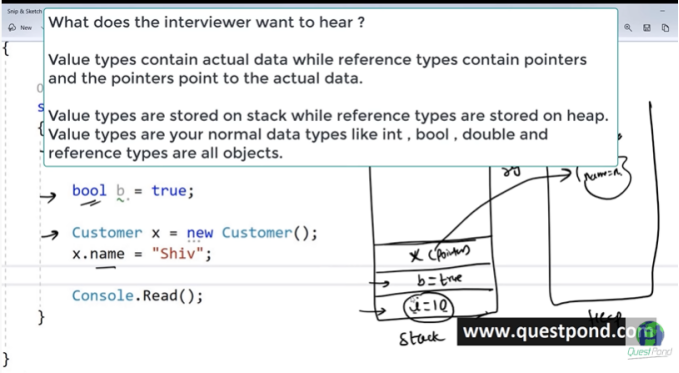 Snip & Sketch
New
What does the interviewer want to hear ?
Value types contain actual data while reference types contain pointers
and the pointers point to the actual data.
Value types are stored on stack while reference types are stored on heap.
Value types are your normal data types like int , bool , double and
reference types are all objects.
{
{
bool b = true;
Customer x = new Customer();
x.name = "Shiv";
Console.Read();
}
}
x (pointer)
b=true
i=10
Stack
www.questpond.com
QuestPond